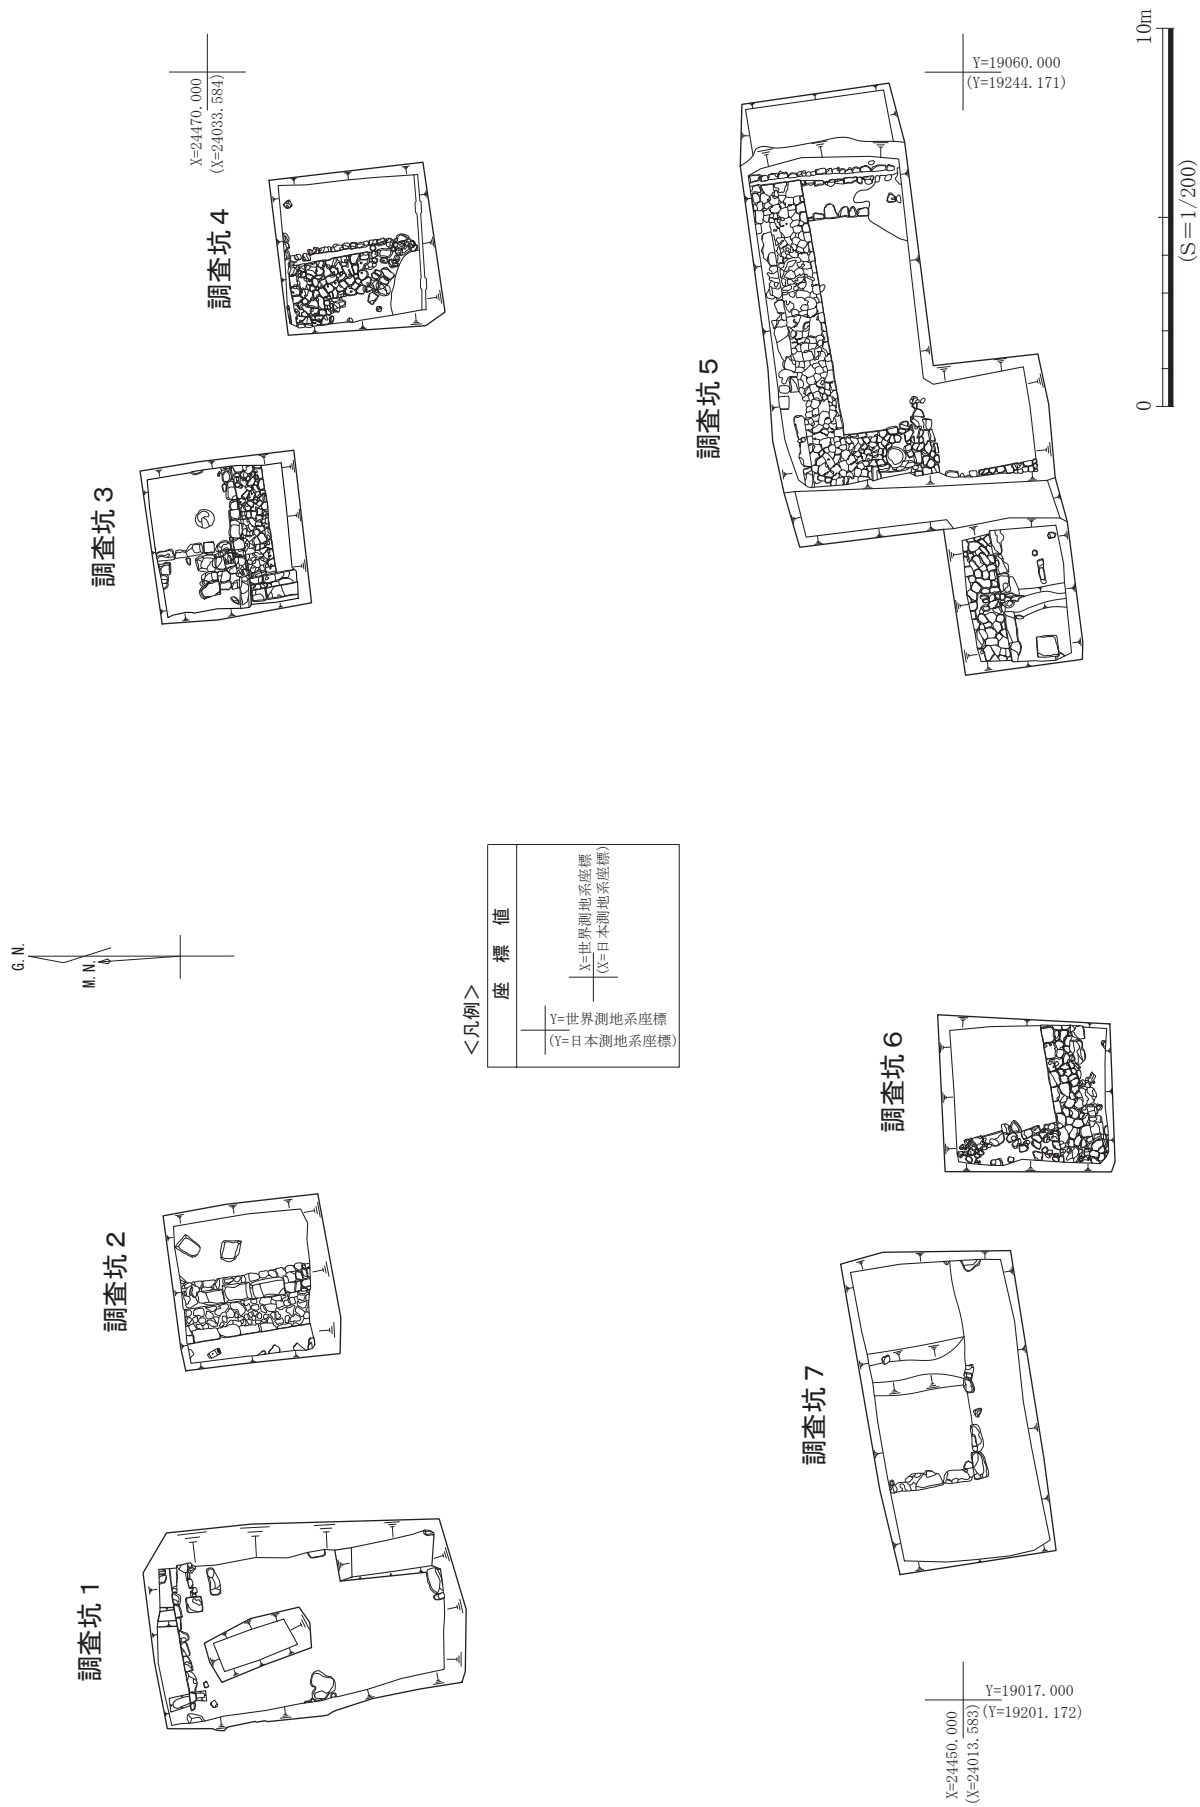 X=24470.000
(X=24033.584)
Y=19060.000
(Y=19244.171)
10m
0
(S=1/200)
調査坑4
調査坑3
調査坑5
G.N.
M.N.
<凡例>
座標値
X=世界測地系座標
(X=日本測地系座標)
Y=世界測地系座標
(Y=日本測地系座標)
調査坑6
調査坑2
調査坑7
調査坑1
Y=19017.000
(Y=19201.172)
X=24450.000
(X=24013.583)